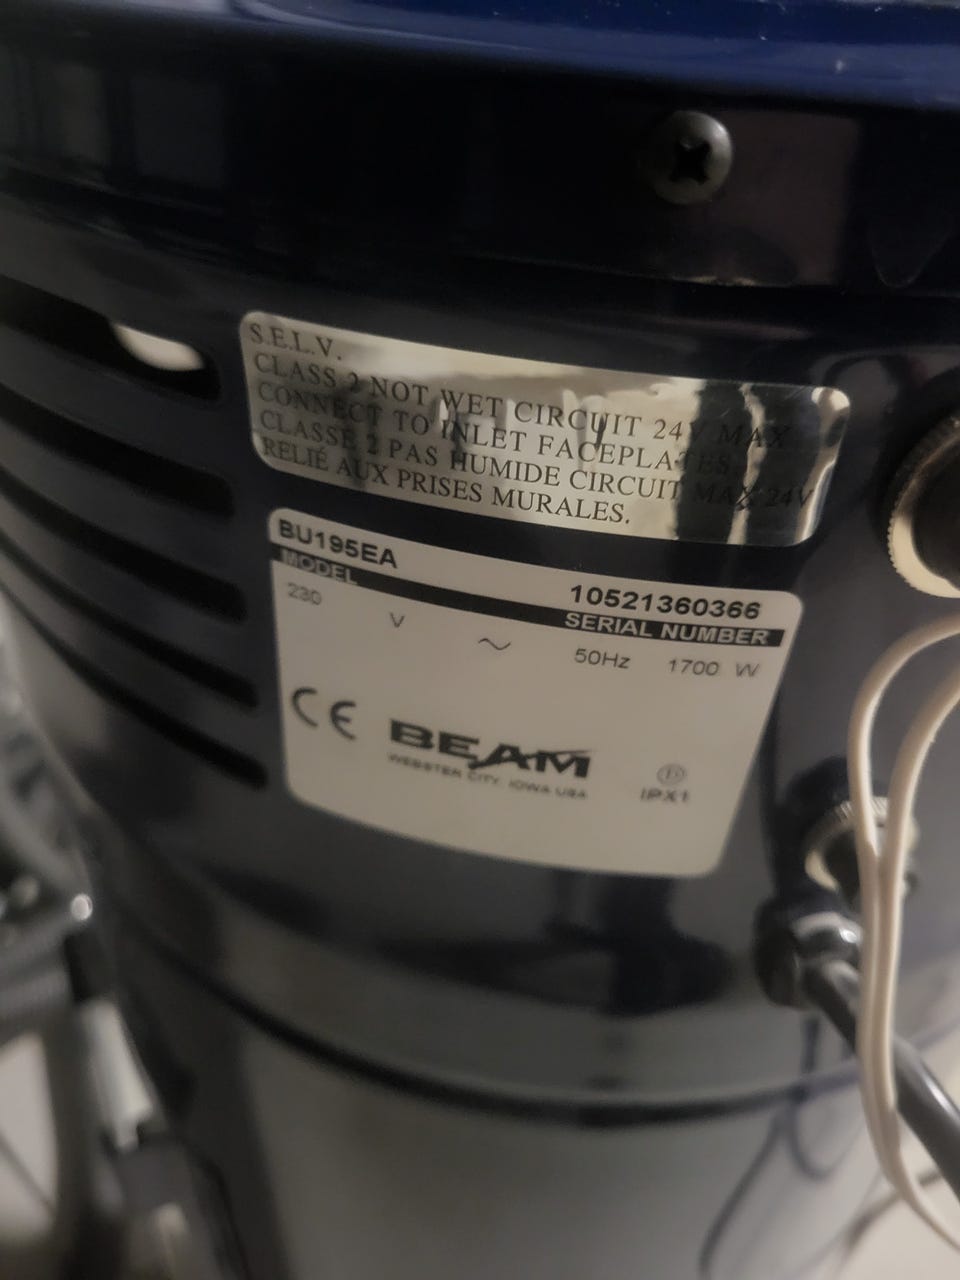 S.E.L.V.
CLASS 2 NOT WET CIRCUIT 24V MAX
CONNECT TO INLET FACEPLATES
CLASSE 2 PAS HUMIDE CIRCUIT MAX 24V
RELIÉ AUX PRISES MURALES.
BU195EA
MODEL
10521360366
SERIAL NUMBER
230 V ~ 50Hz 1700 W
CE
BEAM
WEBSTER CITY, IOWA USA
IPX1